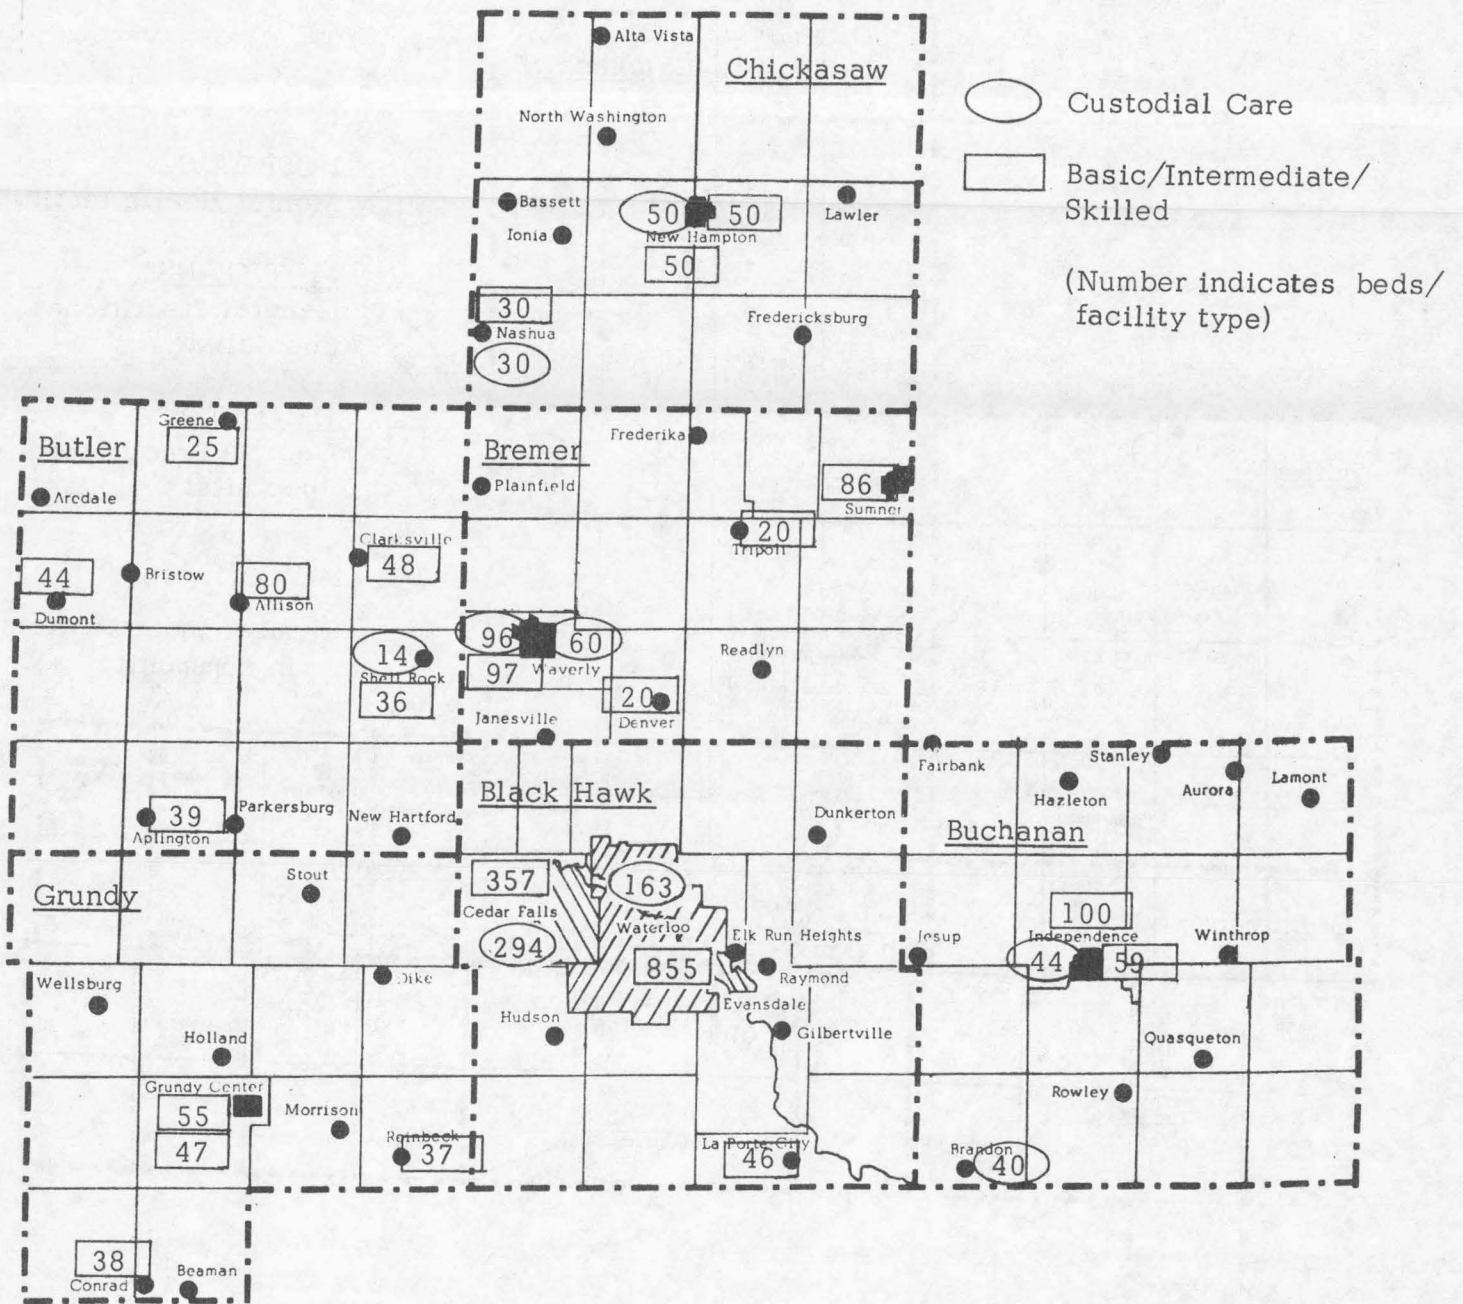 Alta Vista
Chickasaw
North Washington
Bassett
Lawler
50
50
Ionia
New Hampton
50
30
Nashua
Fredericksburg
30
Custodial Care
Basic/Intermediate/
Skilled
(Number indicates beds/
facility type)
Butler
Greene
25
Aredale
Clarksville
48
44
Bristow
80
Dumont
Allison
14
Shell Rock
36
39
Parkersburg
Aplington
New Hartford
Bremer
Frederika
Plainfield
86
Sumner
20
Tripoli
96
60
Waverly
97
Readlyn
20
Denver
Janesville
Black Hawk
Dunkerton
357
163
Cedar Falls
Waterloo
294
Elk Run Heights
855
Raymond
Evansdale
Hudson
Gilbertville
La Porte City
46
Buchanan
Fairbank
Stanley
Hazleton
Aurora
Lamont
100
Jesup
Independence
Winthrop
44
59
Quasqueton
Rowley
Brandon
40
Grundy
Stout
Wellsburg
Dike
Holland
Grundy Center
55
Morrison
47
Reinbeck
37
38
Conrad
Beaman